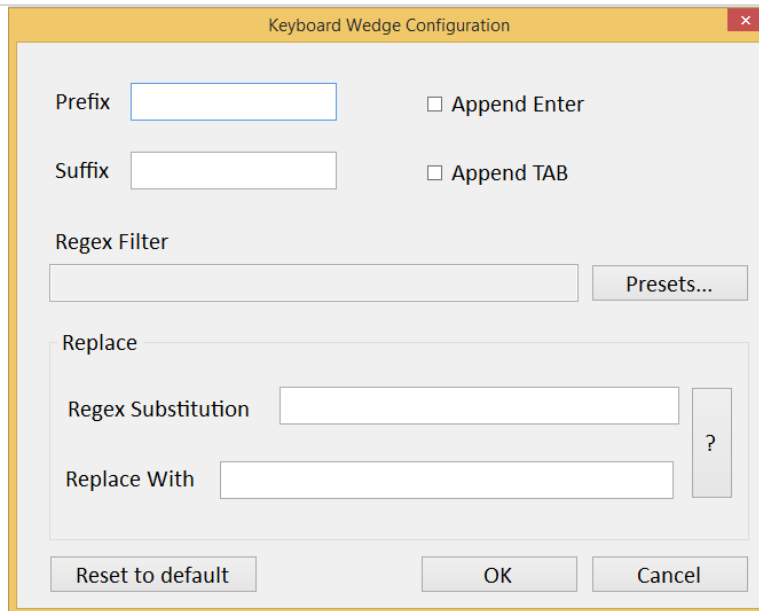 Keyboard Wedge Configuration
Prefix
Append Enter
Suffix
Append TAB
Regex Filter
Presets...
Replace
Regex Substitution
?
Replace With
Reset to default
OK
Cancel